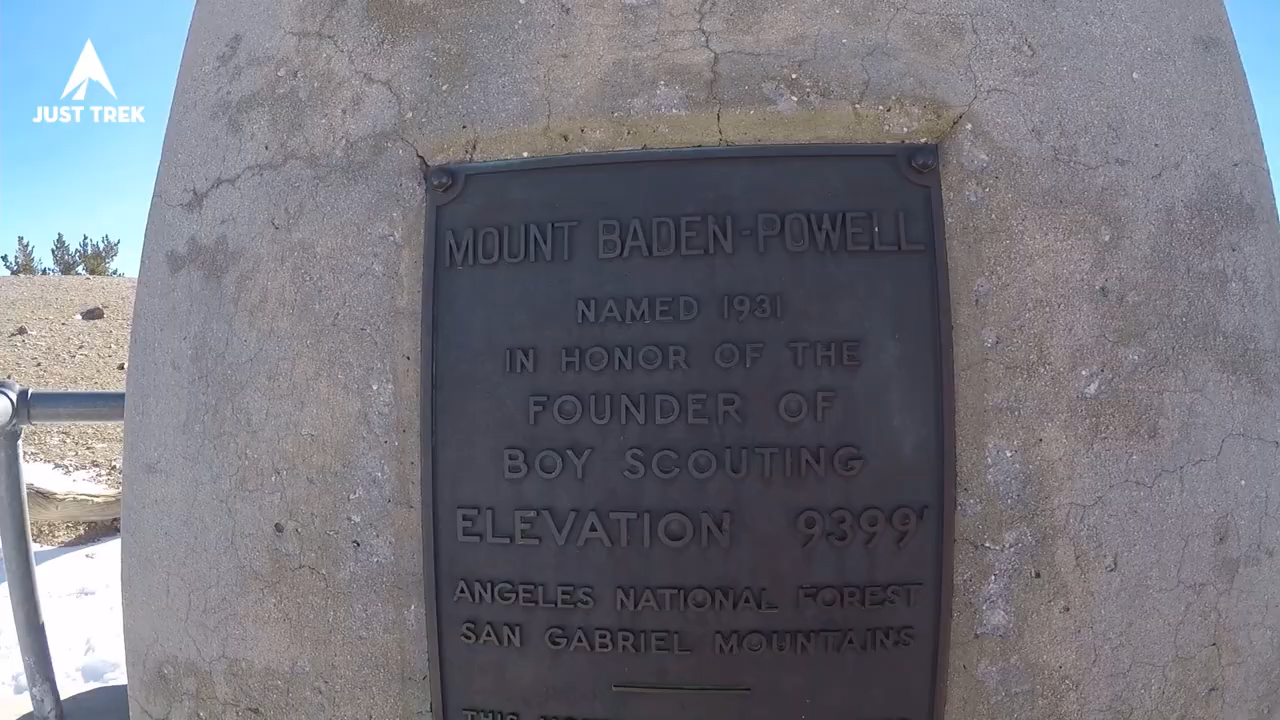 JUST TREK
MOUNT BADEN-POWELL
NAMED 1931
IN HONOR OF THE
FOUNDER OF
BOY SCOUTING
ELEVATION 9399'
ANGELES NATIONAL FOREST
SAN GABRIEL MOUNTAINS
THIS